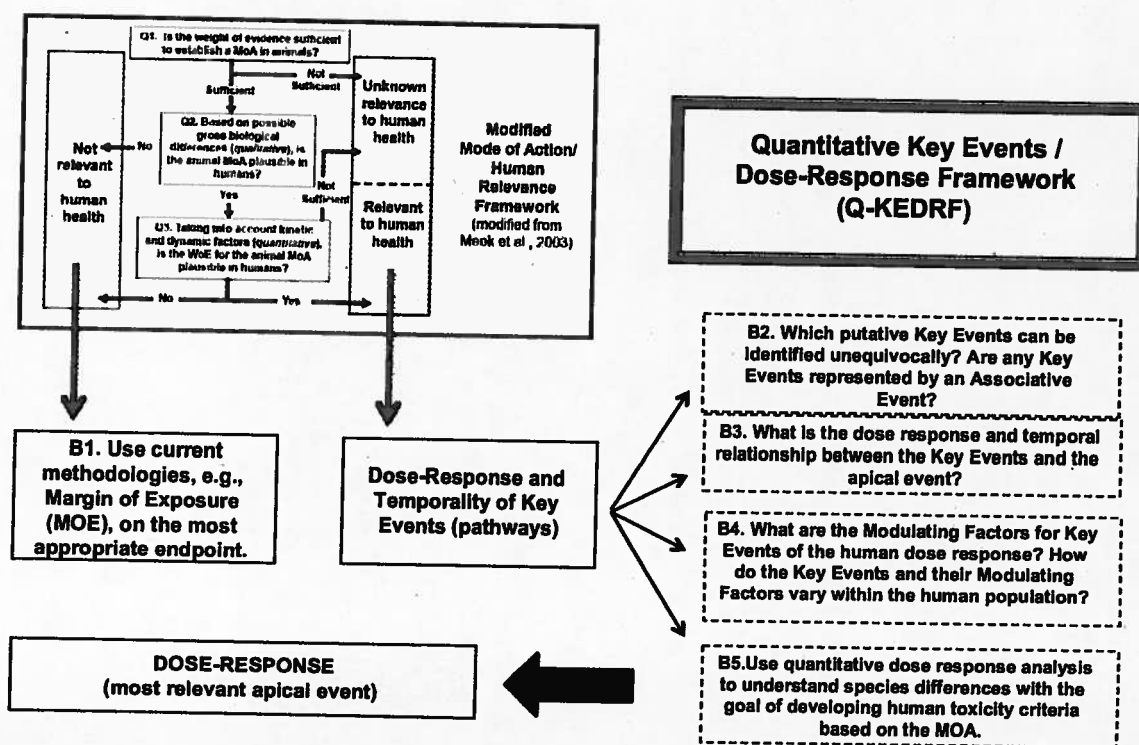 Q1. Is the weight of evidence sufficient
to establish a MoA in animals?
Not
Sufficient
Sufficient
Unknown
relevance
to human
health
Q2. Based on possible
gross biological
differences (qualitative), is
the animal MoA plausible in
humans?
No
Not
relevant
to
human
health
Not
Sufficient
Yes
Relevant
to human
health
Q3. Taking into account kinetic
and dynamic factors (quantitative),
is the WoE for the animal MoA
plausible in humans?
No
Yes
Modified
Mode of Action/
Human
Relevance
Framework
(modified from
Meek et al , 2003)
Quantitative Key Events /
Dose-Response Framework
(Q-KEDRF)
B1. Use current
methodologies, e.g.,
Margin of Exposure
(MOE), on the most
appropriate endpoint.
Dose-Response and
Temporality of Key
Events (pathways)
B2. Which putative Key Events can be
identified unequivocally? Are any Key
Events represented by an Associative
Event?
B3. What is the dose response and temporal
relationship between the Key Events and the
apical event?
B4. What are the Modulating Factors for Key
Events of the human dose response? How
do the Key Events and their Modulating
Factors vary within the human population?
B5.Use quantitative dose response analysis
to understand species differences with the
goal of developing human toxicity criteria
based on the MOA.
DOSE-RESPONSE
(most relevant apical event)